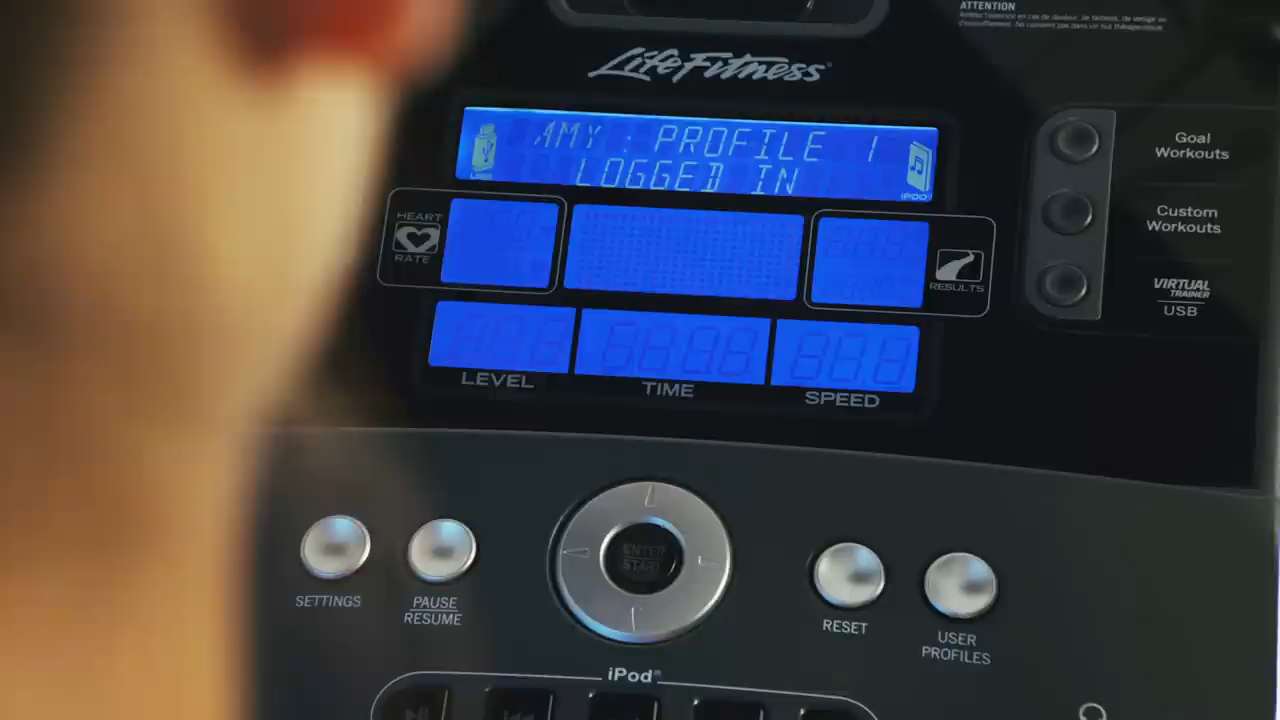 ATTENTION
LifeFitness
AMY : PROFILE 1
LOGGED IN
USB
iPOD
HEART
RATE
RESULTS
LEVEL
TIME
SPEED
Goal
Workouts
Custom
Workouts
VIRTUAL
TRAINER
USB
SETTINGS
PAUSE
RESUME
ENTER
START
RESET
USER
PROFILES
iPod®